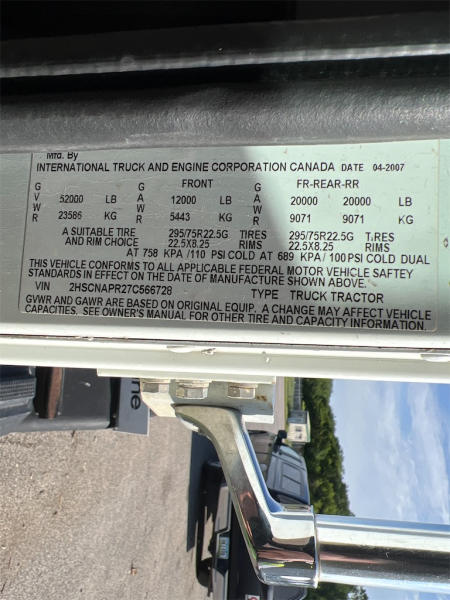 Mfd. By
INTERNATIONAL TRUCK AND ENGINE CORPORATION CANADA DATE 04-2007
G G FRONT G FR-REAR-RR
V 52000 LB A 12000 LB A 20000 20000 LB
W W W
R 23586 KG R 5443 KG R 9071 9071 KG
A SUITABLE TIRE 295/75R22.5G TIRES 295/75R22.5G TIRES
AND RIM CHOICE 22.5X8.25 RIMS 22.5X8.25 RIMS
AT 758 KPA /110 PSI COLD AT 689 KPA/ 100 PSI COLD DUAL
THIS VEHICLE CONFORMS TO ALL APPLICABLE FEDERAL MOTOR VEHICLE SAFTEY
STANDARDS IN EFFECT ON THE DATE OF MANUFACTURE SHOWN ABOVE
VIN 2HSCNAPR27C566728 TYPE TRUCK TRACTOR
GVWR AND GAWR ARE BASED ON ORIGINAL EQUIP. A CHANGE MAY AFFECT VEHICLE
CAPACITIES. SEE OWNER'S MANUAL FOR OTHER TIRE AND CAPACITY INFORMATION.
me